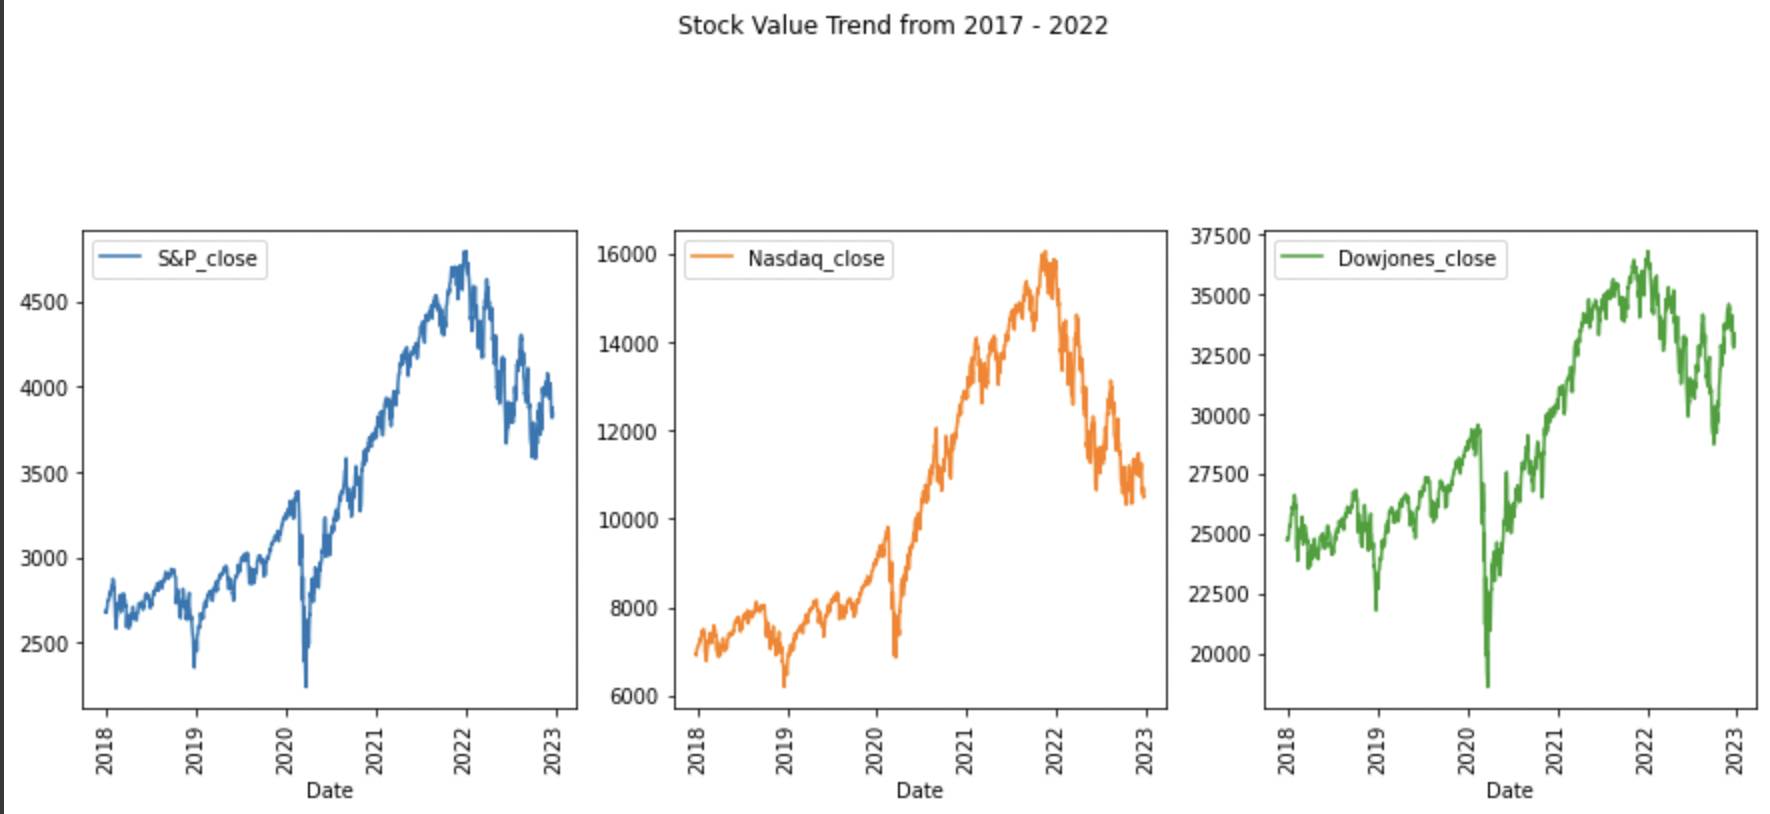 Stock Value Trend from 2017 - 2022
S&P_close
4500
4000
3500
3000
2500
2018 2019 2020 2021 2022 2023
Date
Nasdaq_close
16000
14000
12000
10000
8000
6000
2018 2019 2020 2021 2022 2023
Date
Dowjones_close
37500
35000
32500
30000
27500
25000
22500
20000
2018 2019 2020 2021 2022 2023
Date